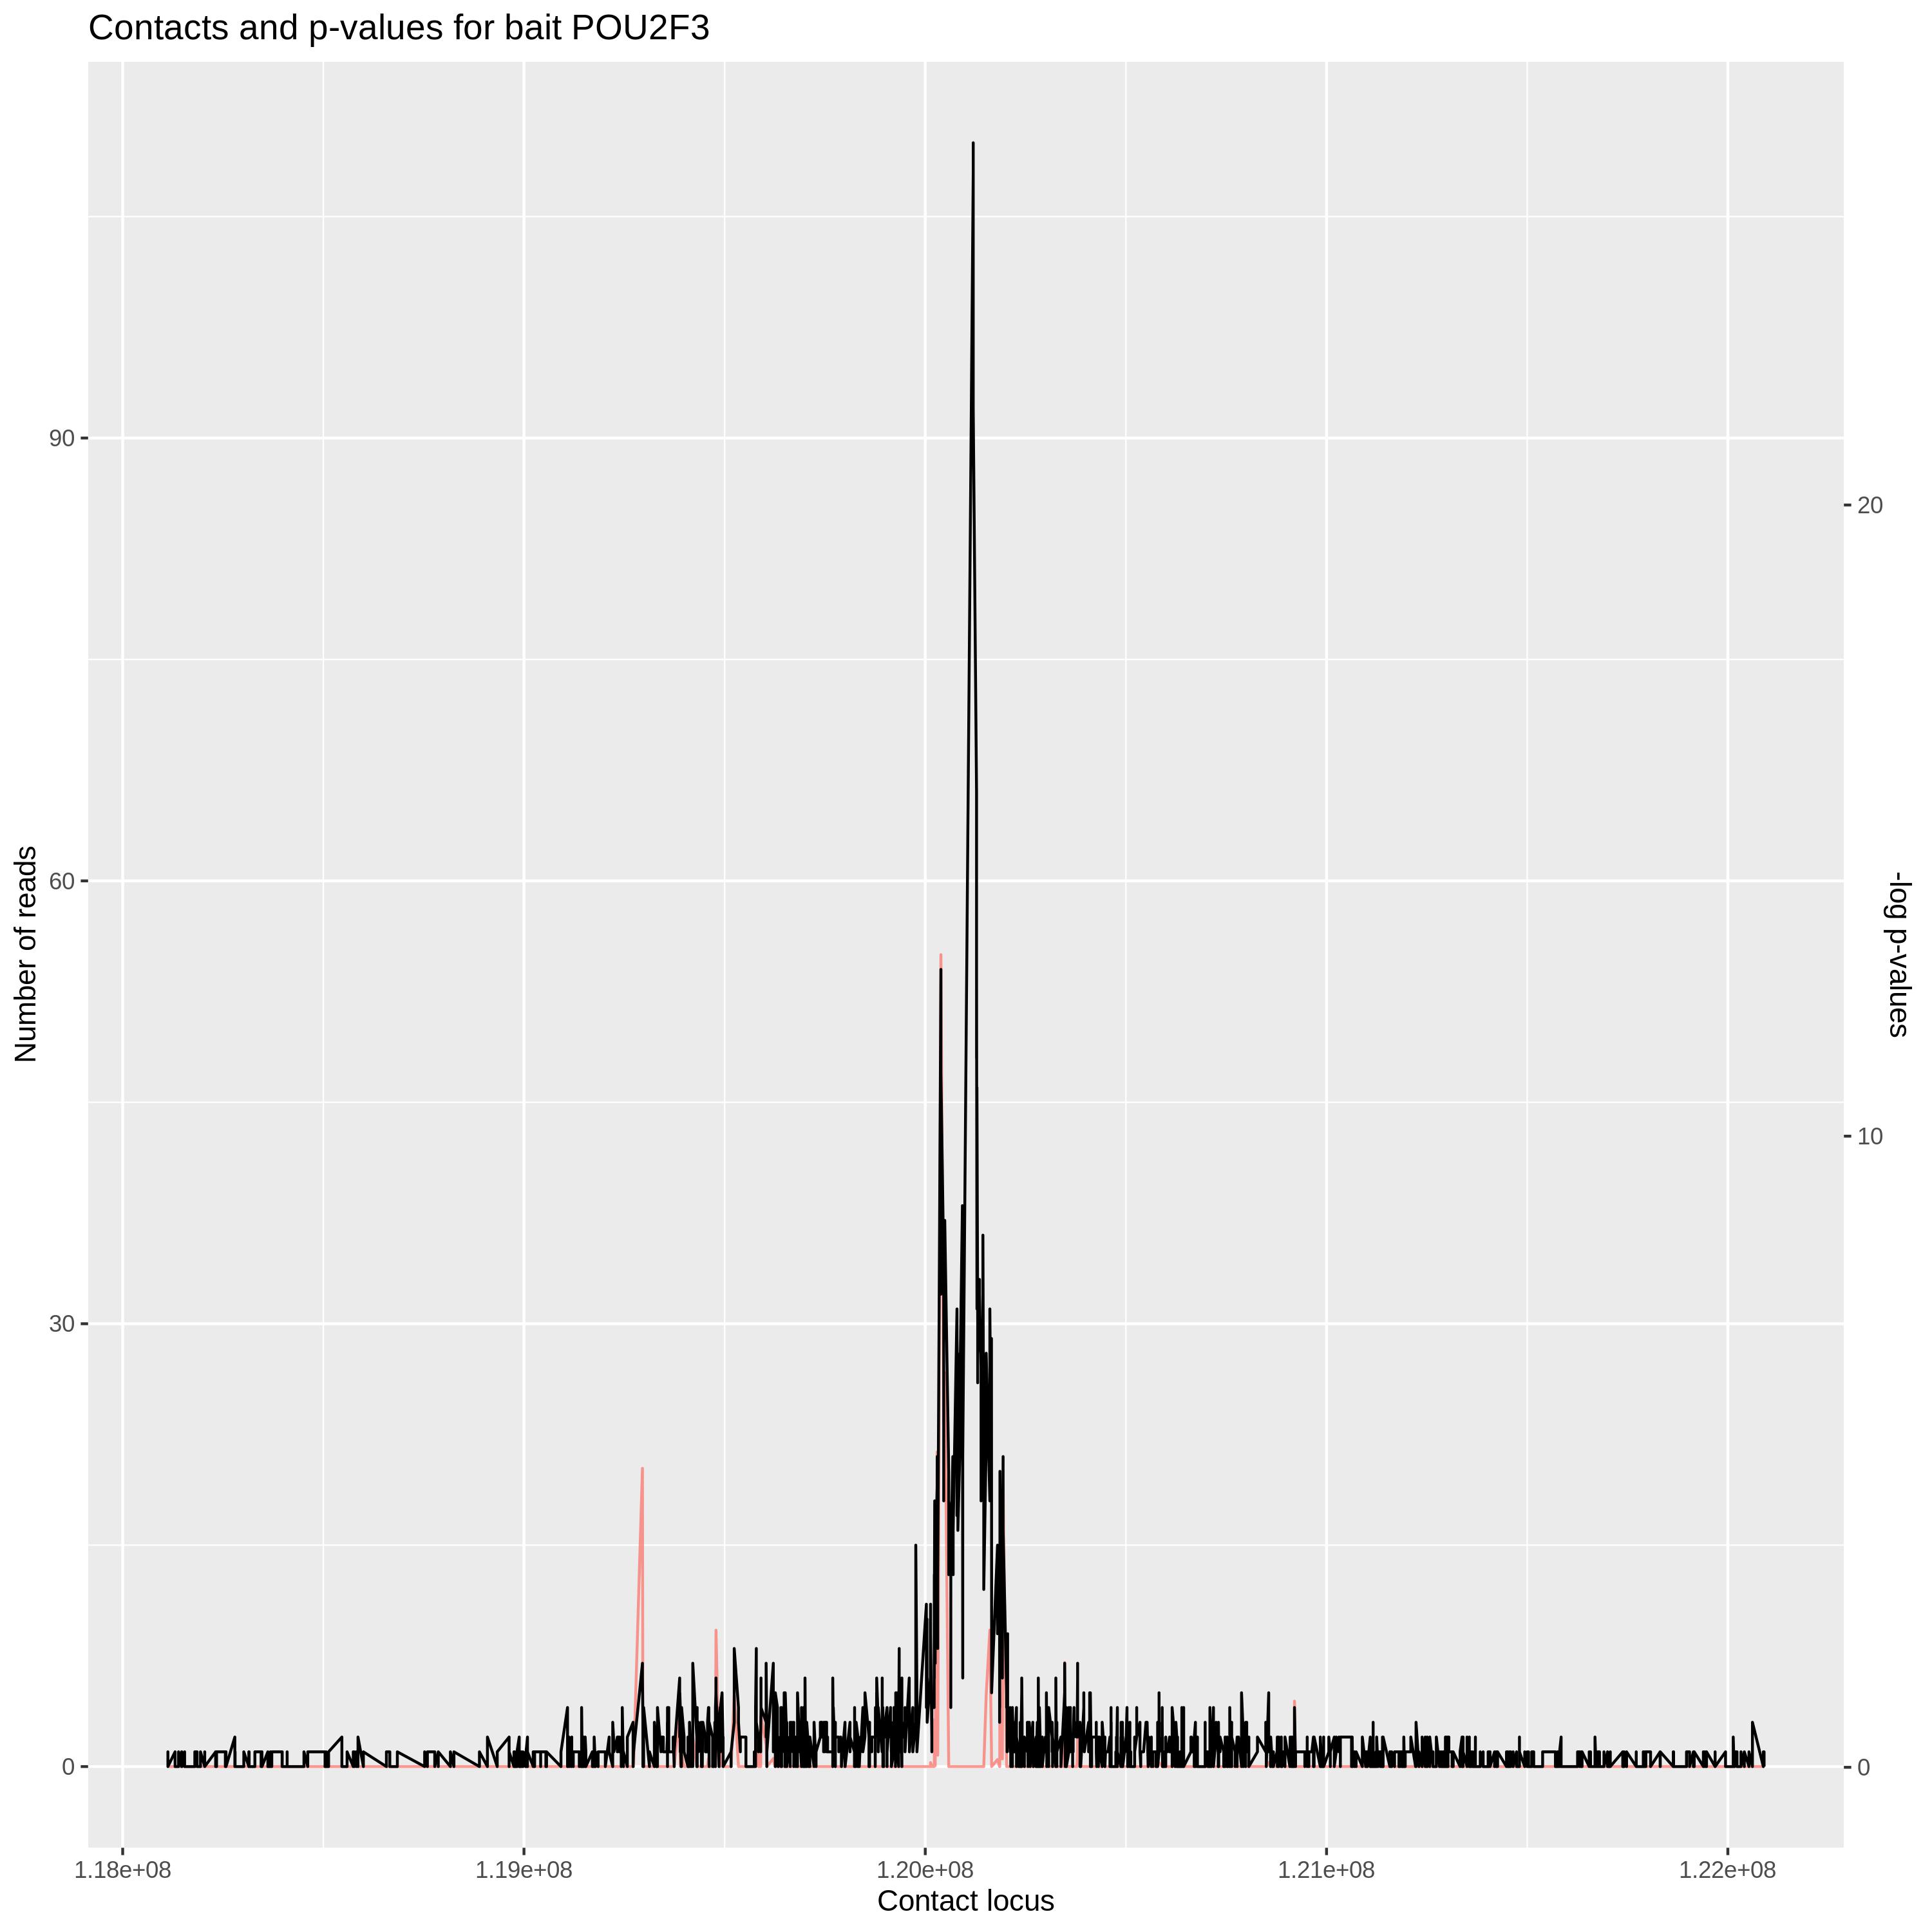 Contacts and p-values for bait POU2F3
Number of reads
90
60
30
0
20
10
0
-log p-values
1.18e+08
1.19e+08
1.20e+08
1.21e+08
1.22e+08
Contact locus